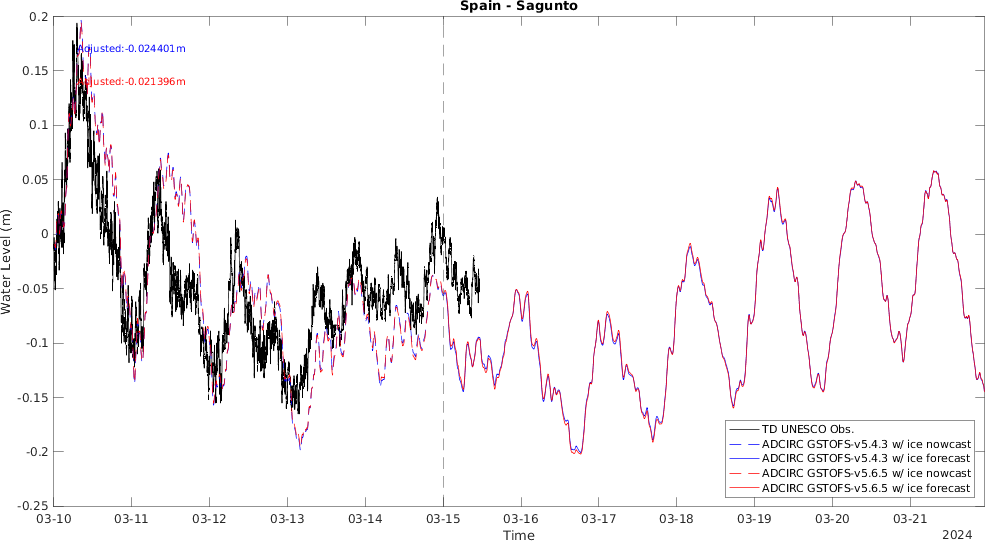 Spain - Sagunto
0.2
0.15
0.1
0.05
0
-0.05
-0.1
-0.15
-0.2
-0.25
Water Level (m)
Adjusted:-0.024401m
Adjusted:-0.021396m
TD UNESCO Obs.
ADCIRC GSTOFS-v5.4.3 w/ ice nowcast
ADCIRC GSTOFS-v5.4.3 w/ ice forecast
ADCIRC GSTOFS-v5.6.5 w/ ice nowcast
ADCIRC GSTOFS-v5.6.5 w/ ice forecast
03-10 03-11 03-12 03-13 03-14 03-15 03-16 03-17 03-18 03-19 03-20 03-21
Time
2024